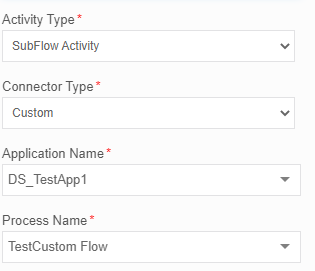 Activity Type*
SubFlow Activity
Connector Type*
Custom
Application Name*
DS_TestApp1
Process Name*
TestCustom Flow